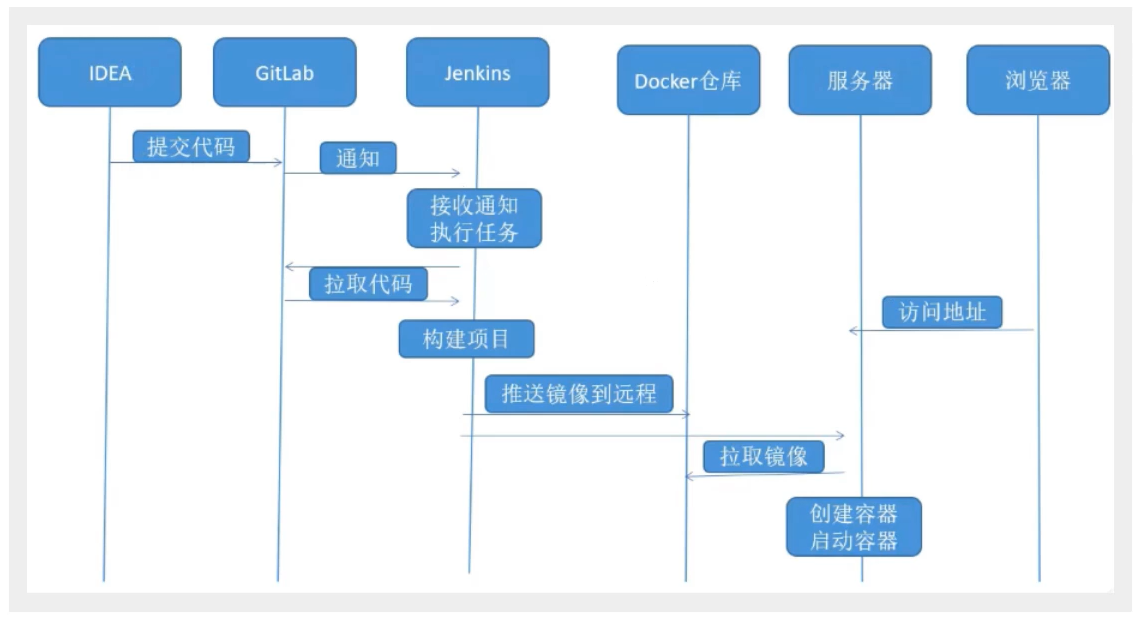 IDEA
GitLab
Jenkins
Docker仓库
服务器
浏览器
提交代码
通知
接收通知
执行任务
拉取代码
访问地址
构建项目
推送镜像到远程
拉取镜像
创建容器
启动容器